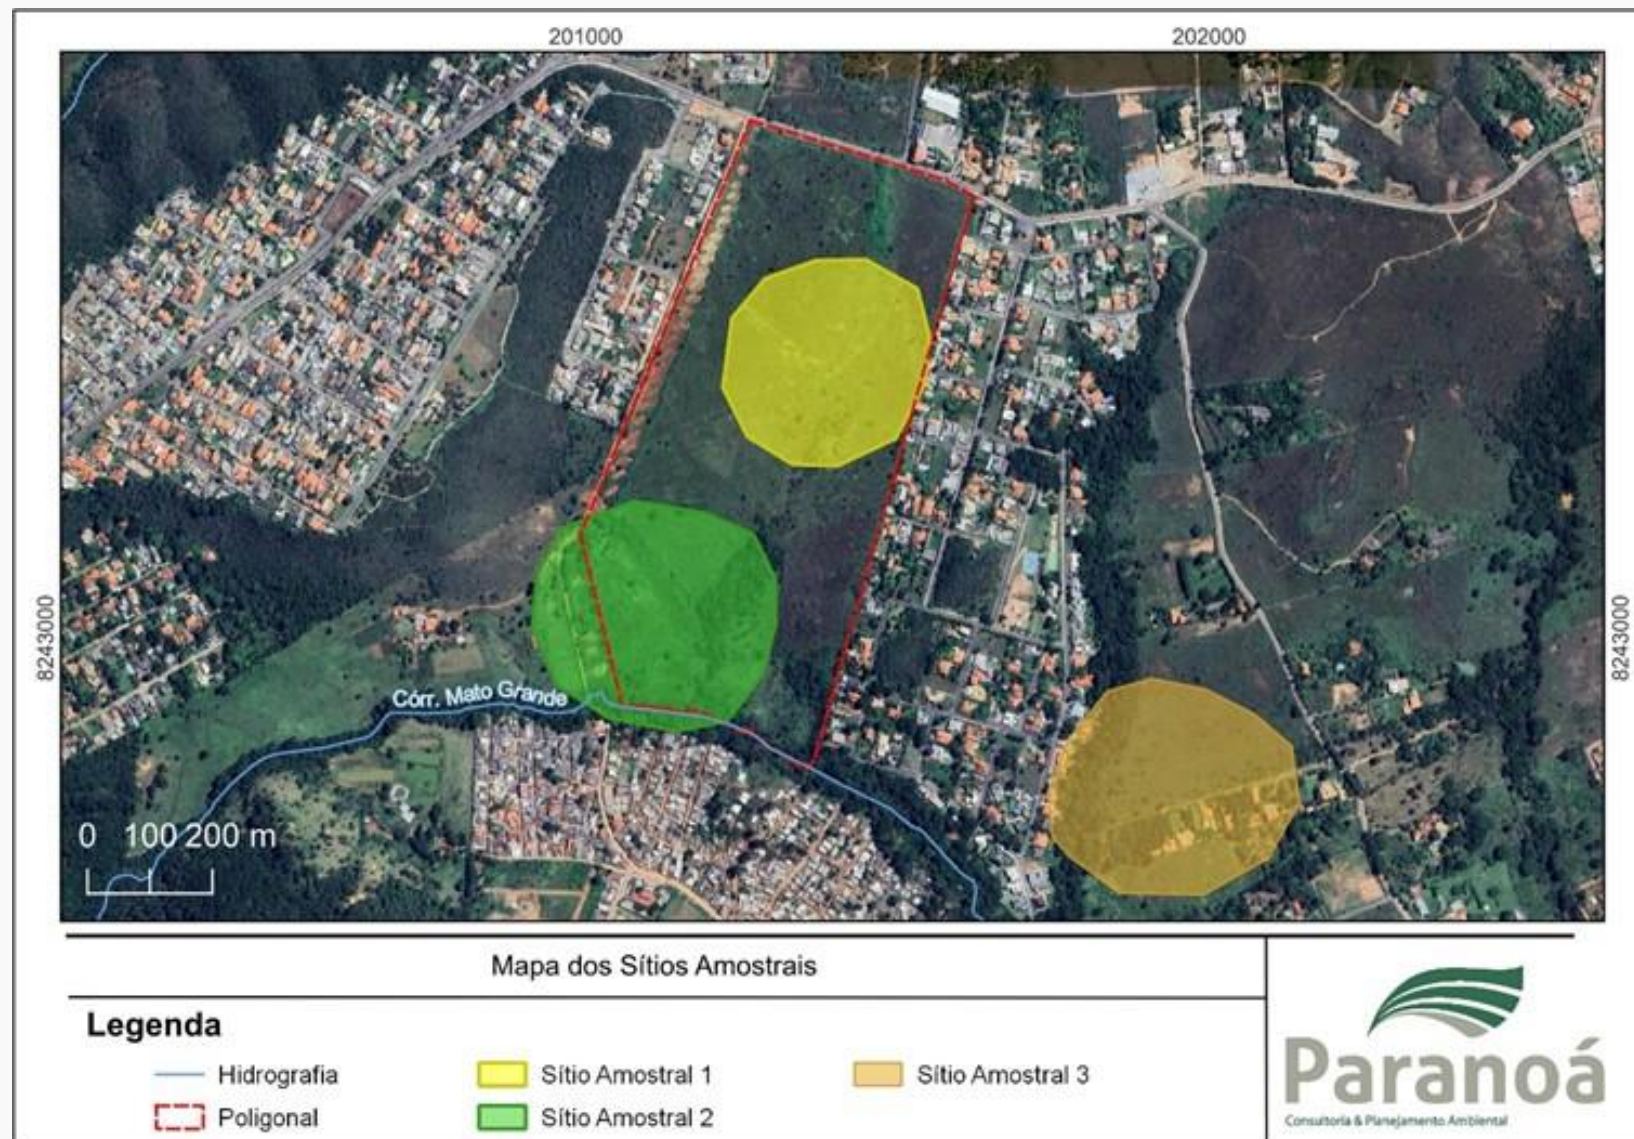 201000 202000
8243000
8243000
Córr. Mato Grande
0 100 200 m
Mapa dos Sítios Amostrais
Legenda
Hidrografia
Poligonal
Sítio Amostral 1
Sítio Amostral 2
Sítio Amostral 3
Paranoá
Consultoria & Planejamento Ambiental